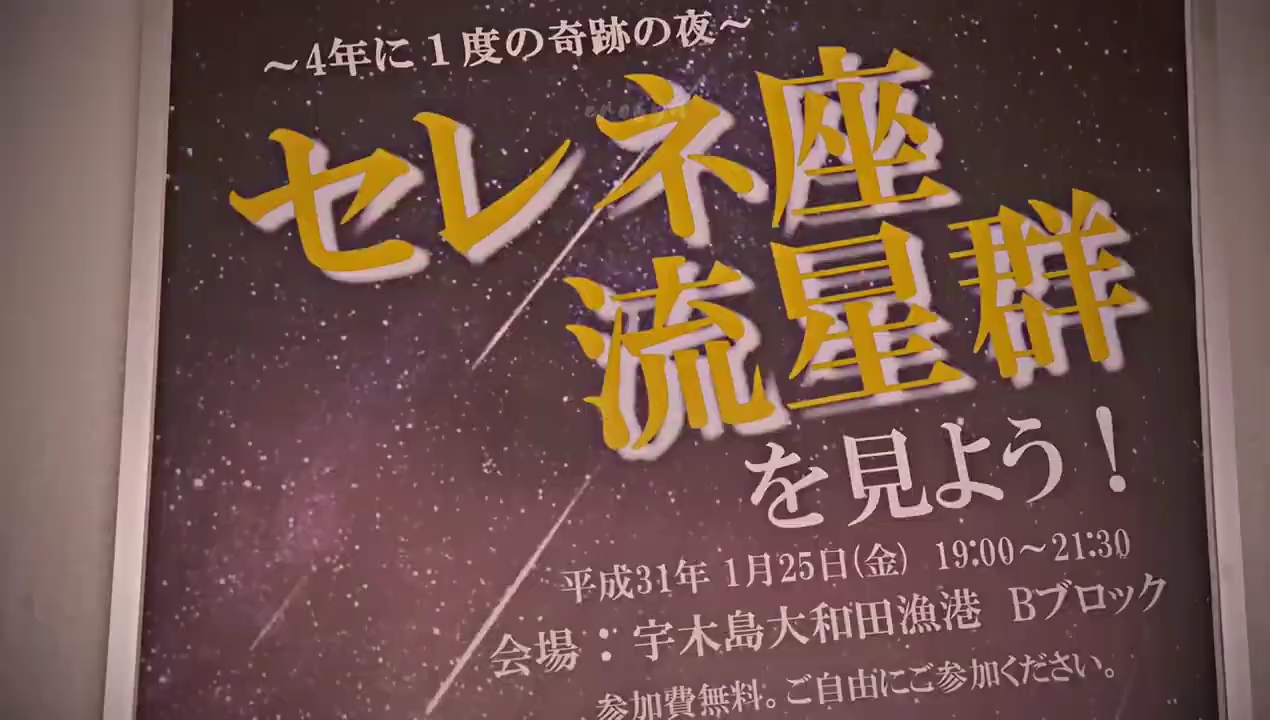 ～4年に１度の奇跡の夜～
セレネ座
流星群
を見よう！
平成31年 1月25日(金) 19:00～21:30
会場：宇木島大和田漁港 Bブロック
参加費無料。ご自由にご参加ください。